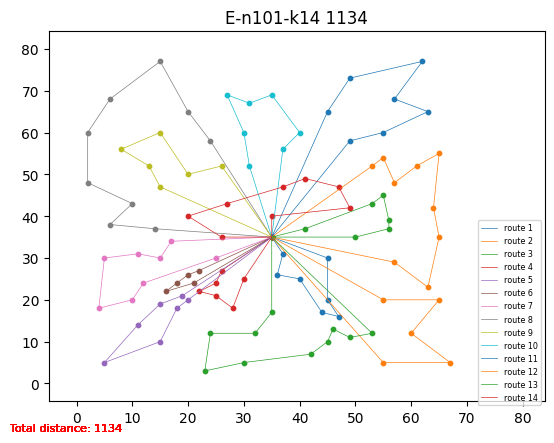 E-n101-k14 1134
80
70
60
50
40
30
20
10
0
0 10 20 30 40 50 60 70 80
route 1
route 2
route 3
route 4
route 5
route 6
route 7
route 8
route 9
route 10
route 11
route 12
route 13
route 14
Total distance: 1134